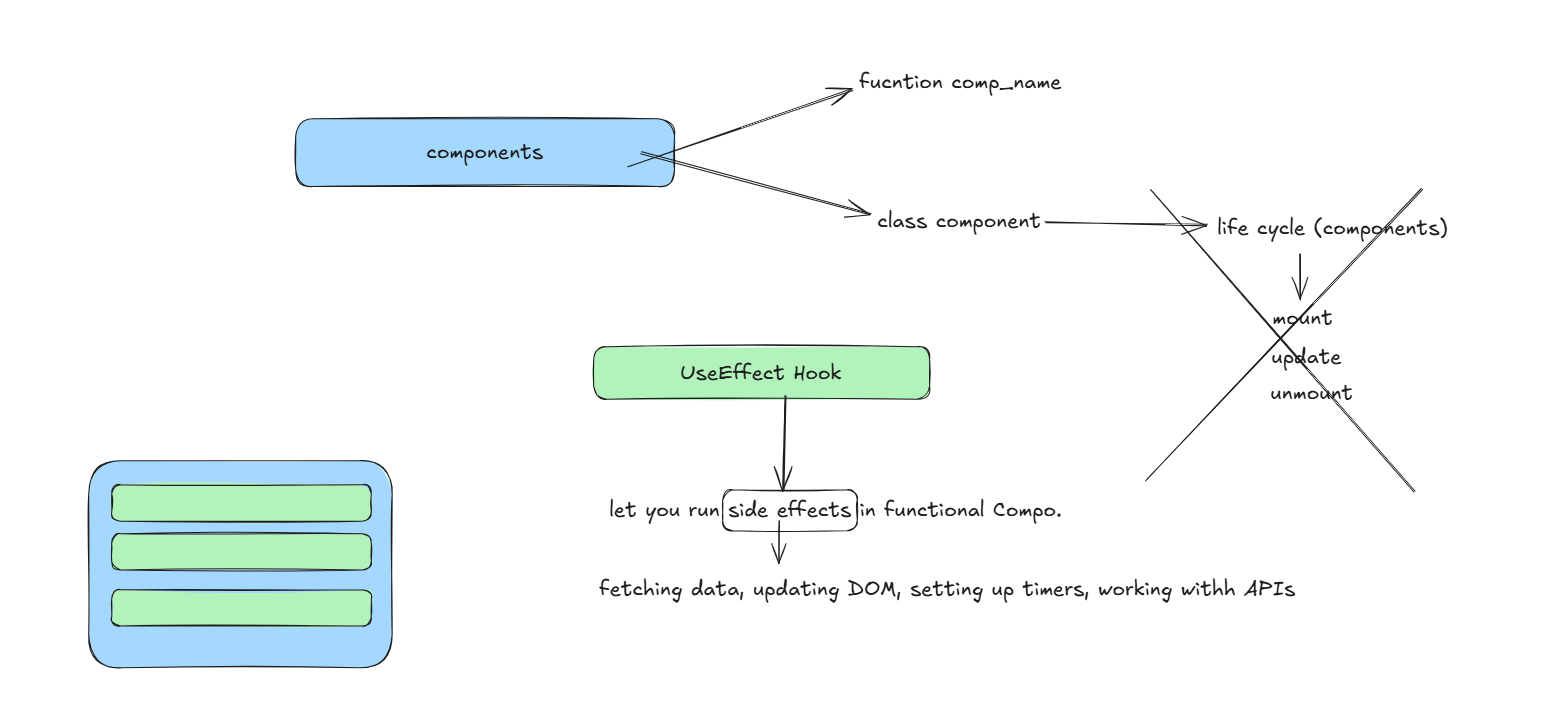 fucntion comp_name
components
class component
life cycle (components)
mount
update
unmount
UseEffect Hook
let you run side effects in functional Compo.
fetching data, updating DOM, setting up timers, working withh APIs